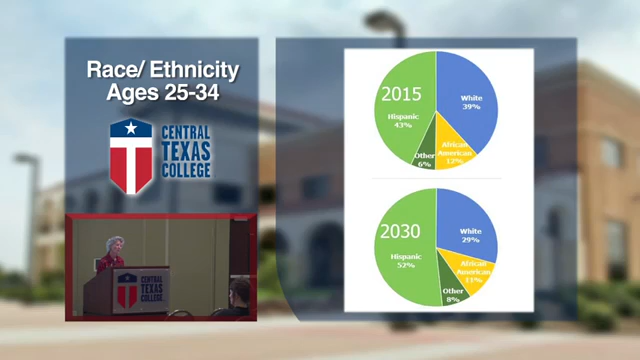 Race/ Ethnicity
Ages 25-34
CENTRAL
TEXAS
COLLEGE
2015
White
39%
Hispanic
43%
African
American
12%
Other
6%
2030
White
29%
Hispanic
52%
African
American
11%
Other
8%
CENTRAL
TEXAS
COLLEGE